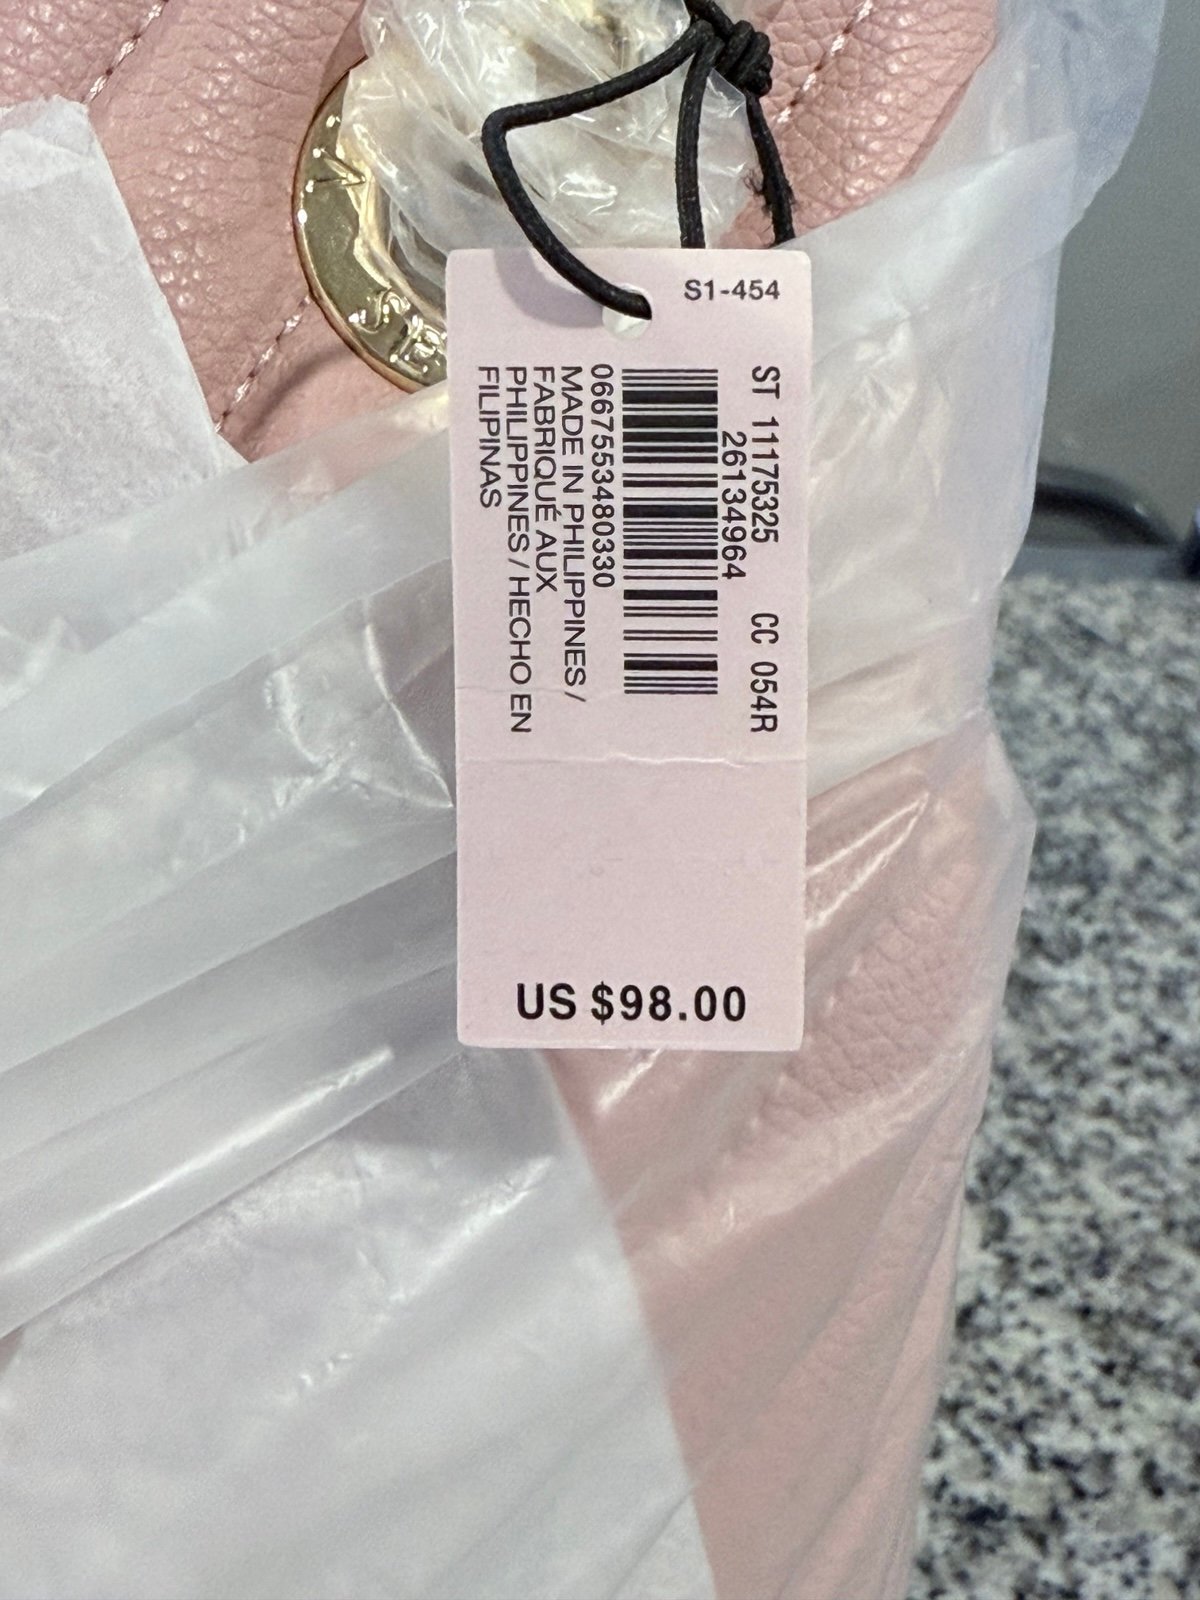 S1-454
ST 11175325 CC 054R
26134964
0667553480330
MADE IN PHILIPPINES /
FABRIQUÉ AUX
PHILIPPINES / HECHO EN
FILIPINAS
US $98.00